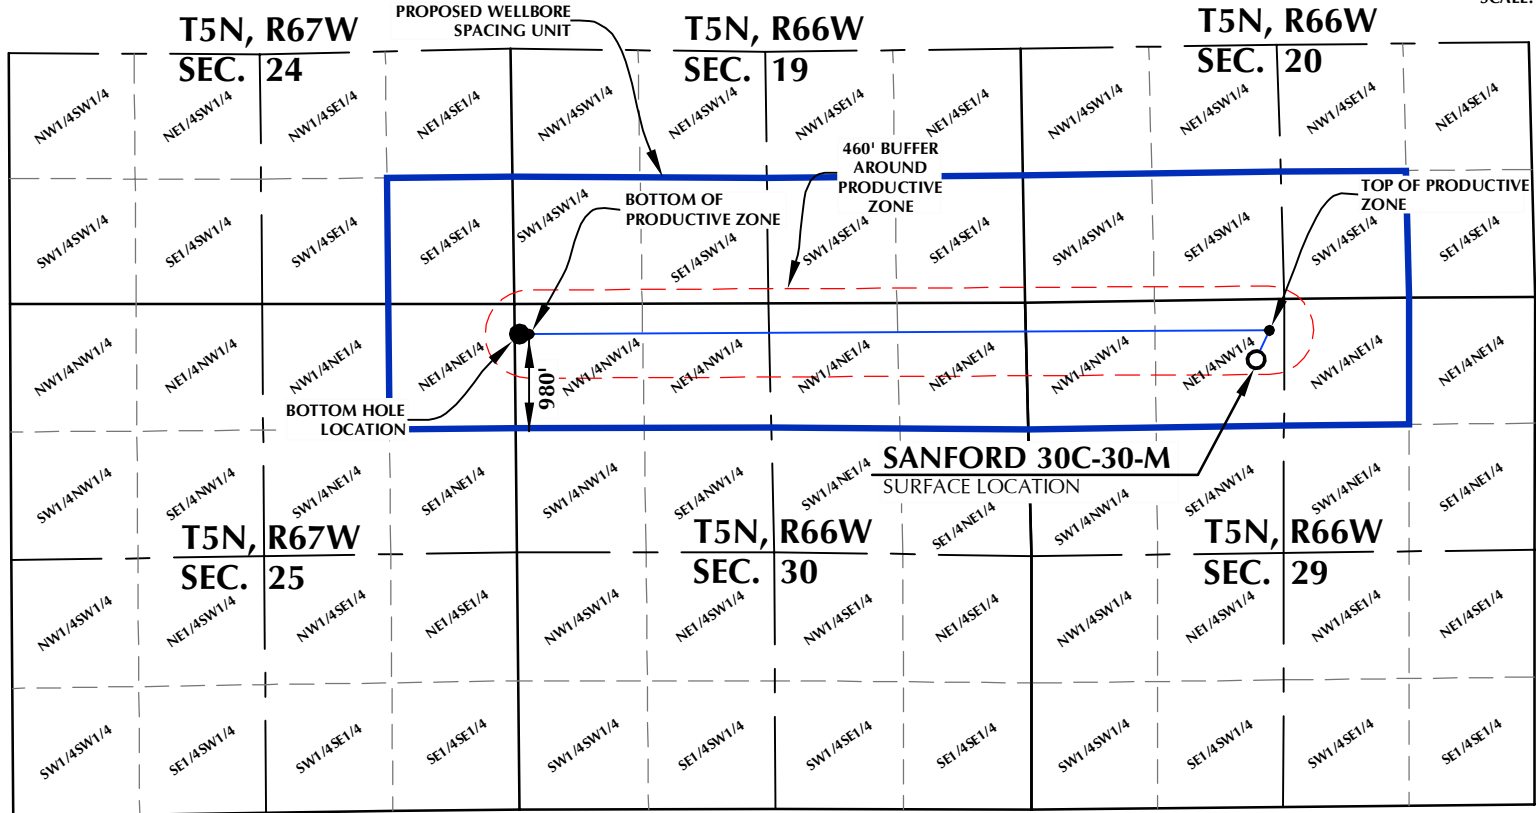 SCALE:
PROPOSED WELLBORE
SPACING UNIT
T5N, R67W
SEC. 24
T5N, R66W
SEC. 19
T5N, R66W
SEC. 20
NW1/4SW1/4
NE1/4SW1/4
NW1/4SE1/4
NE1/4SE1/4
NW1/4SW1/4
NE1/4SW1/4
NW1/4SE1/4
NE1/4SE1/4
NW1/4SW1/4
NE1/4SW1/4
NW1/4SE1/4
NE1/4SE1/4
460' BUFFER
AROUND
PRODUCTIVE
ZONE
BOTTOM OF
PRODUCTIVE ZONE
TOP OF PRODUCTIVE
ZONE
SW1/4SW1/4
SE1/4SW1/4
SW1/4SE1/4
SE1/4SE1/4
SW1/4SW1/4
SE1/4SW1/4
SW1/4SE1/4
SE1/4SE1/4
SW1/4SW1/4
SE1/4SW1/4
SW1/4SE1/4
SE1/4SE1/4
NW1/4NW1/4
NE1/4NW1/4
NW1/4NE1/4
NE1/4NE1/4
NW1/4NW1/4
NE1/4NW1/4
NW1/4NE1/4
NE1/4NE1/4
NW1/4NW1/4
NE1/4NW1/4
NW1/4NE1/4
NE1/4NE1/4
980'
BOTTOM HOLE
LOCATION
SANFORD 30C-30-M
SURFACE LOCATION
SW1/4NW1/4
SE1/4NW1/4
SW1/4NE1/4
SE1/4NE1/4
SW1/4NW1/4
SE1/4NW1/4
SW1/4NE1/4
SE1/4NE1/4
SW1/4NW1/4
SE1/4NW1/4
SW1/4NE1/4
SE1/4NE1/4
T5N, R67W
SEC. 25
T5N, R66W
SEC. 30
T5N, R66W
SEC. 29
NW1/4SW1/4
NE1/4SW1/4
NW1/4SE1/4
NE1/4SE1/4
NW1/4SW1/4
NE1/4SW1/4
NW1/4SE1/4
NE1/4SE1/4
NW1/4SW1/4
NE1/4SW1/4
NW1/4SE1/4
NE1/4SE1/4
SW1/4SW1/4
SE1/4SW1/4
SW1/4SE1/4
SE1/4SE1/4
SW1/4SW1/4
SE1/4SW1/4
SW1/4SE1/4
SE1/4SE1/4
SW1/4SW1/4
SE1/4SW1/4
SW1/4SE1/4
SE1/4SE1/4